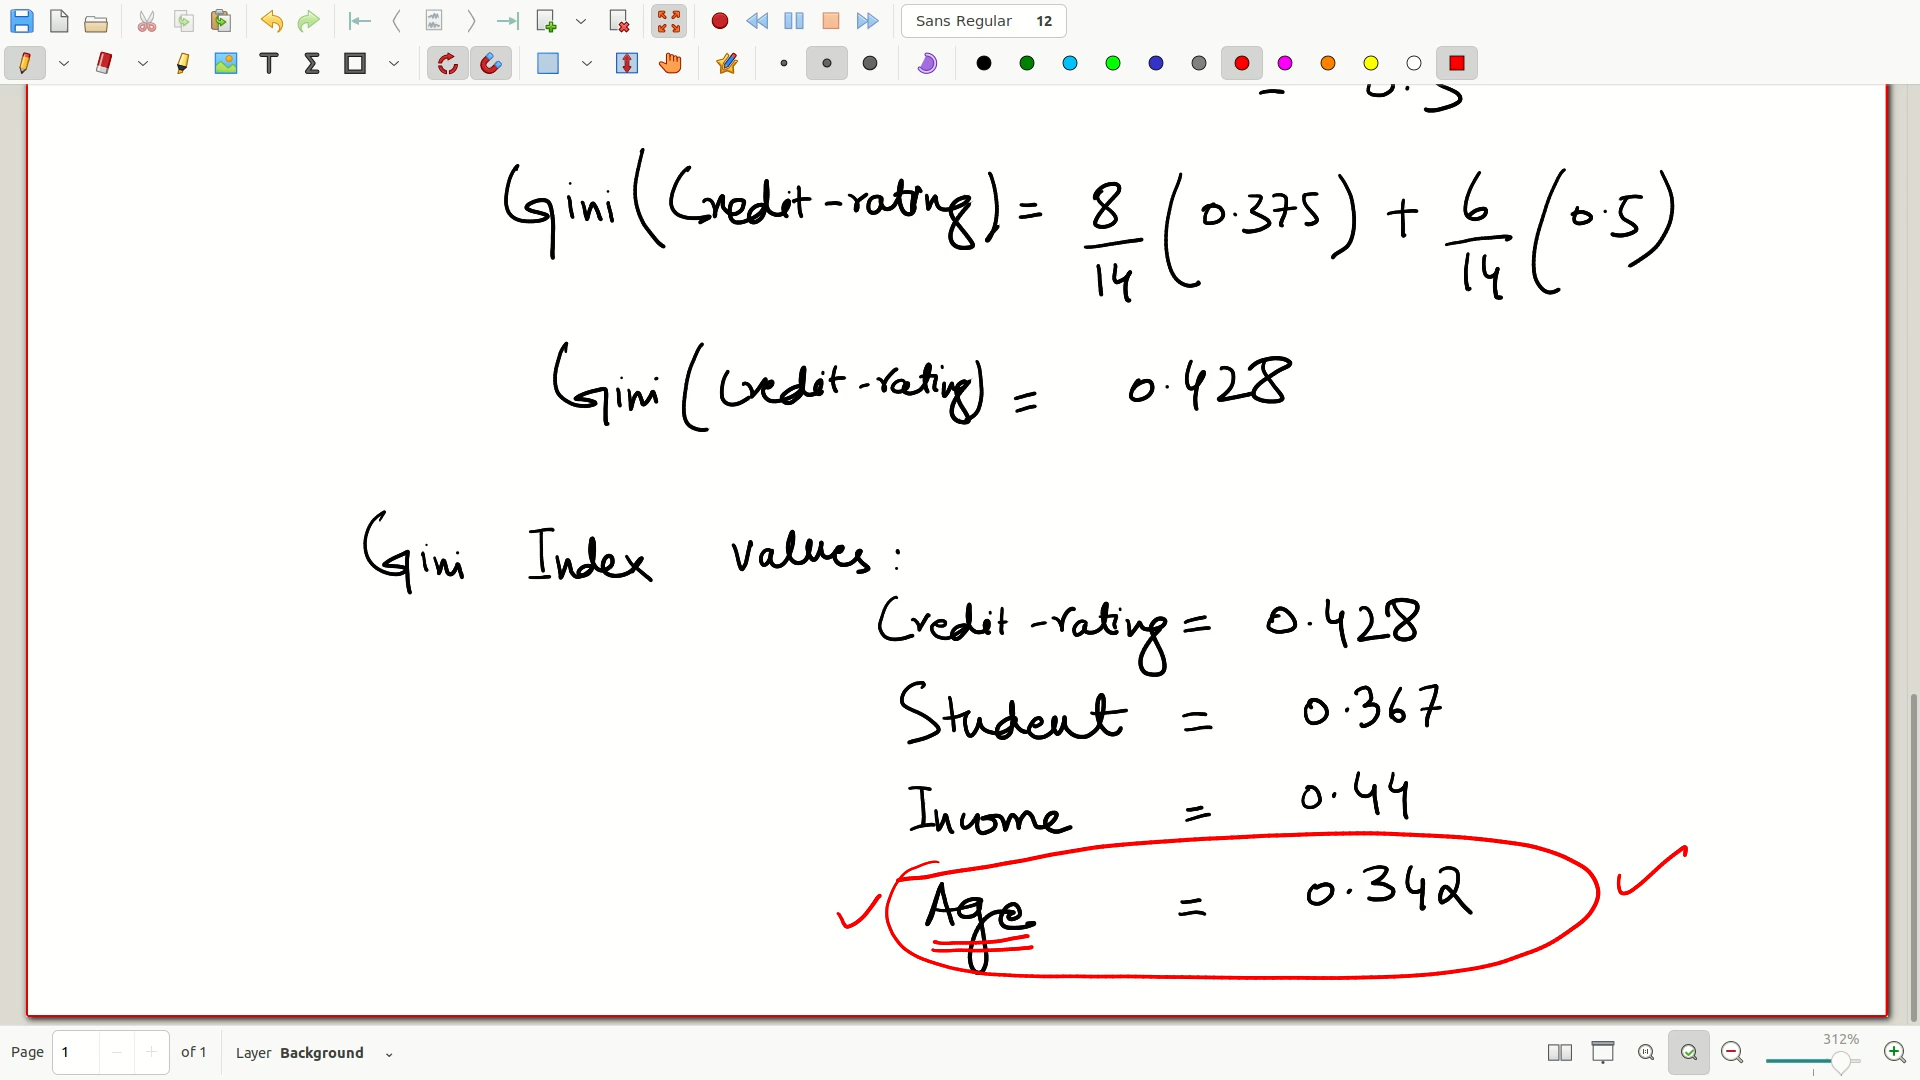 Sans Regular 12
= 0.5
Gini (Credit-rating) = 8/14 (0.375) + 6/14 (0.5)
Gini (Credit-rating) = 0.428
Gini Index values:
Credit-rating = 0.428
Student = 0.367
Income = 0.44
Age = 0.342
Page 1 of 1 Layer Background 312%